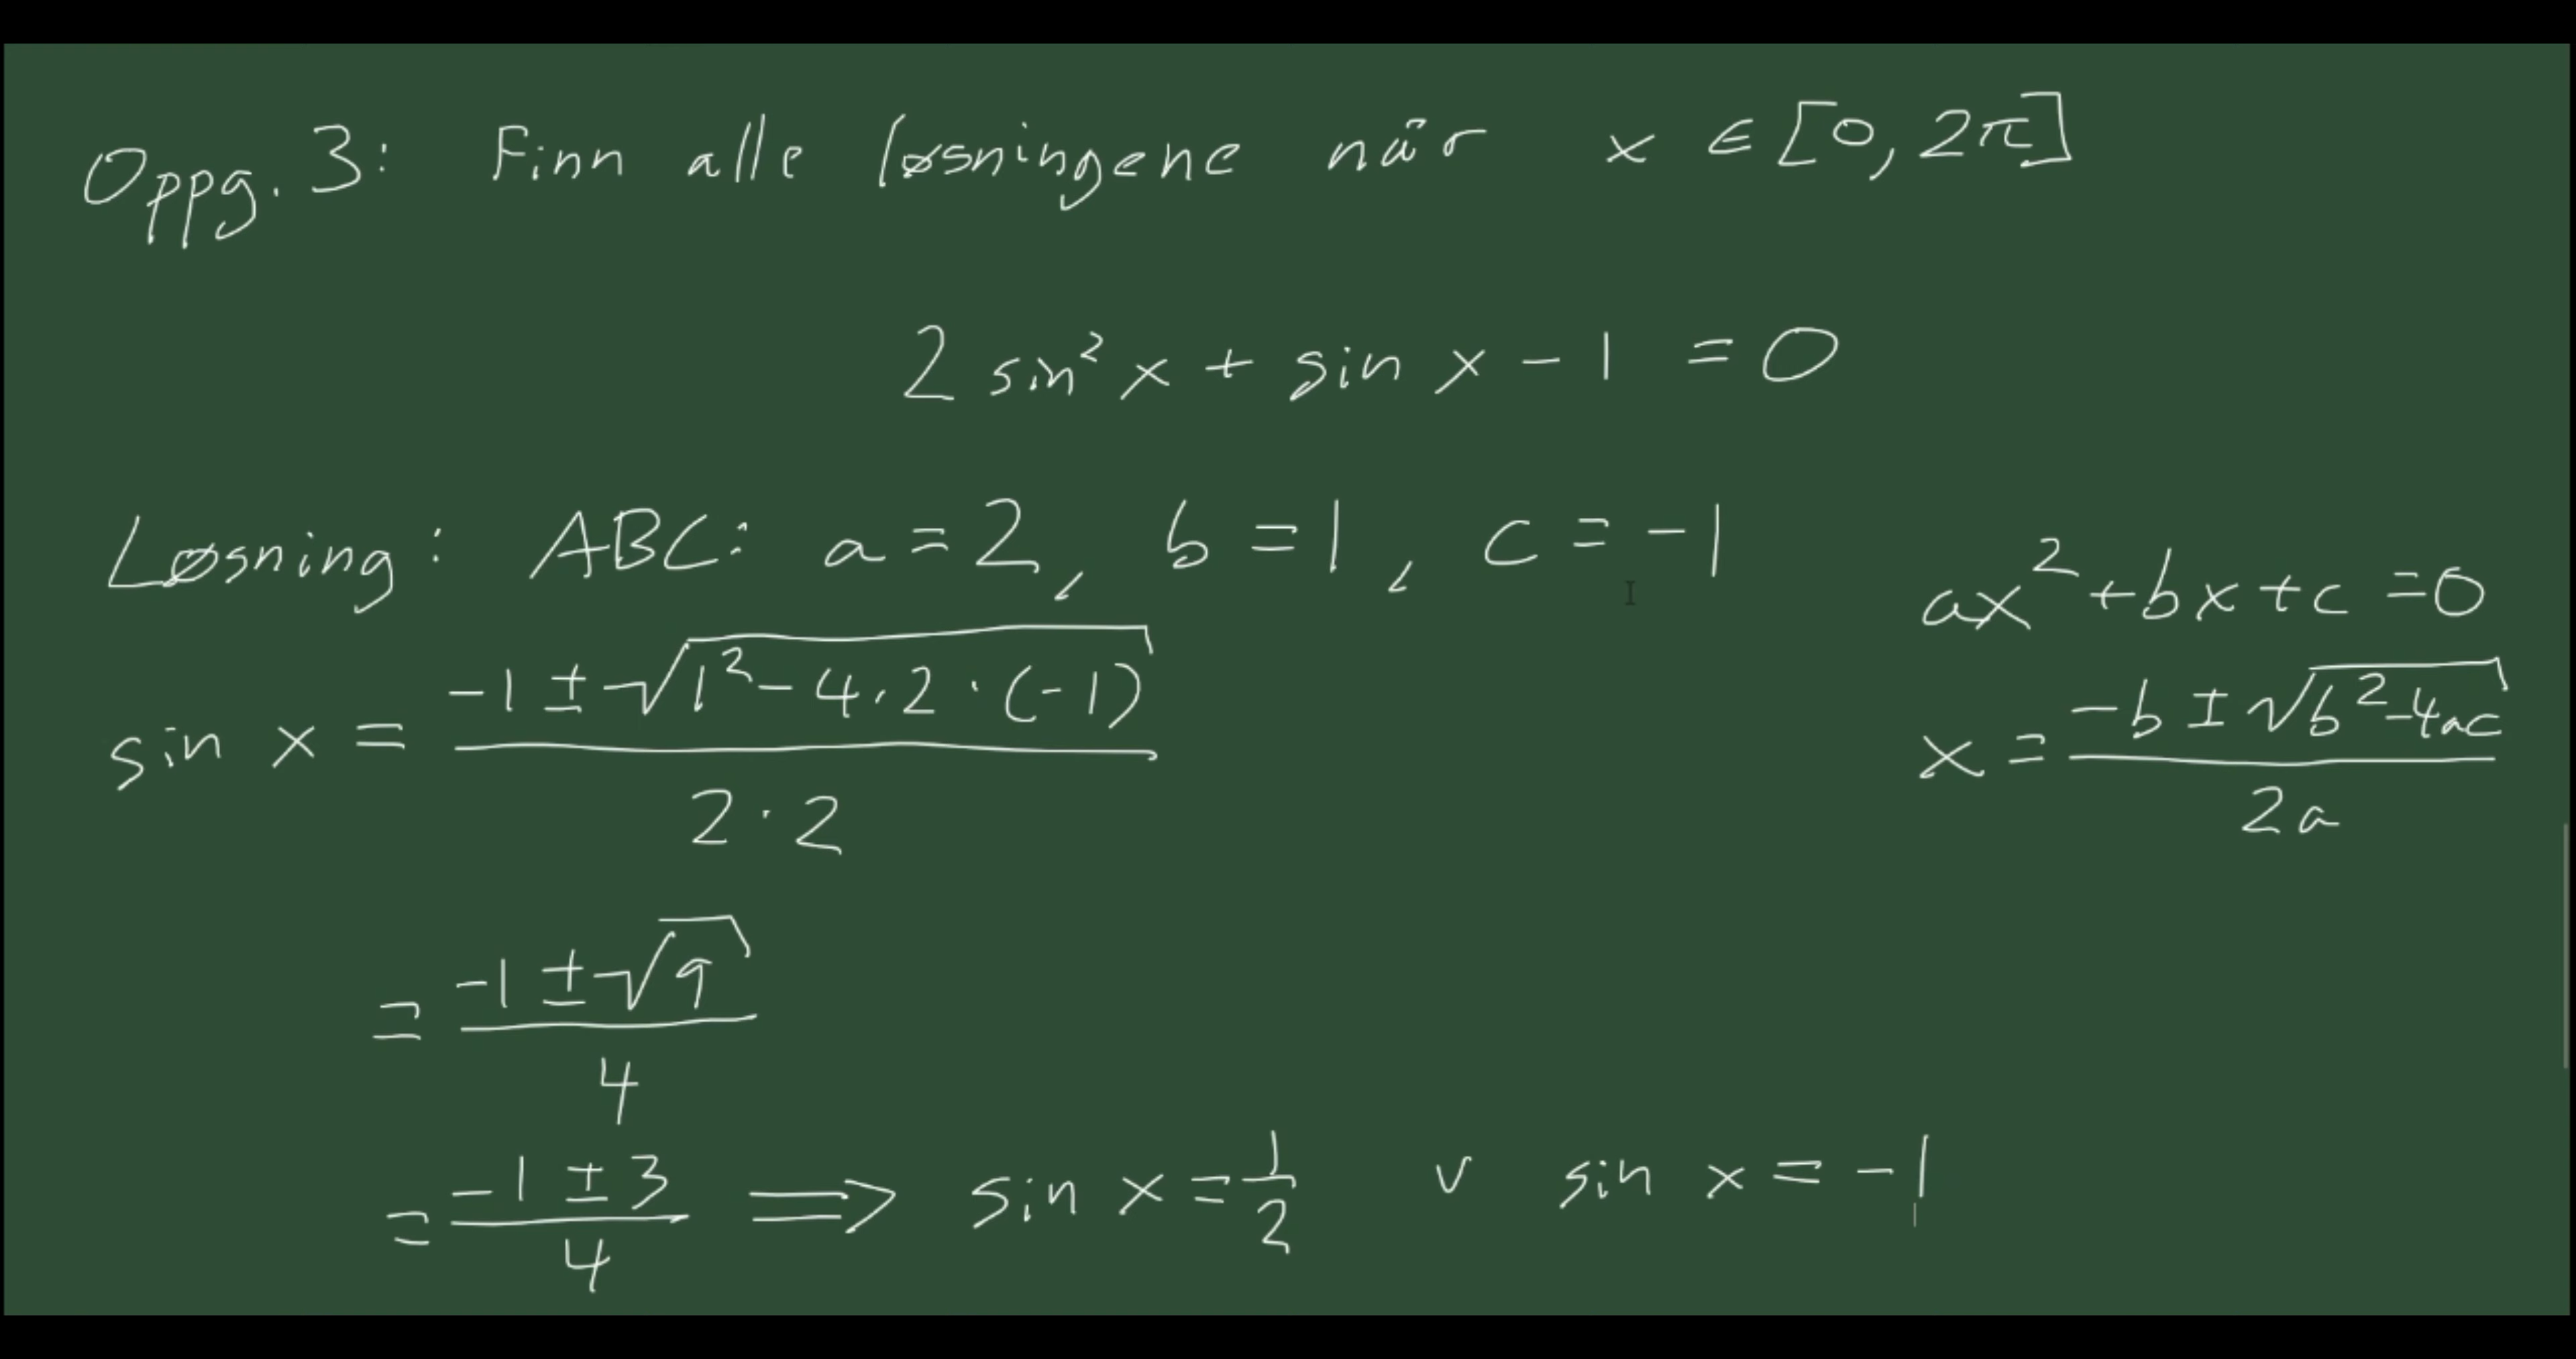 Oppg. 3: Finn alle løsningene når x ∈ [0, 2π]
2 sin² x + sin x - 1 = 0
Løsning: ABC: a = 2, b = 1, c = -1
ax² + bx + c = 0
sin x = (-1 ± √(1² - 4·2·(-1))) / (2·2)
x = (-b ± √(b² - 4ac)) / (2a)
= (-1 ± √9) / 4
= (-1 ± 3) / 4 ⟹ sin x = 1/2 ∨ sin x = -1